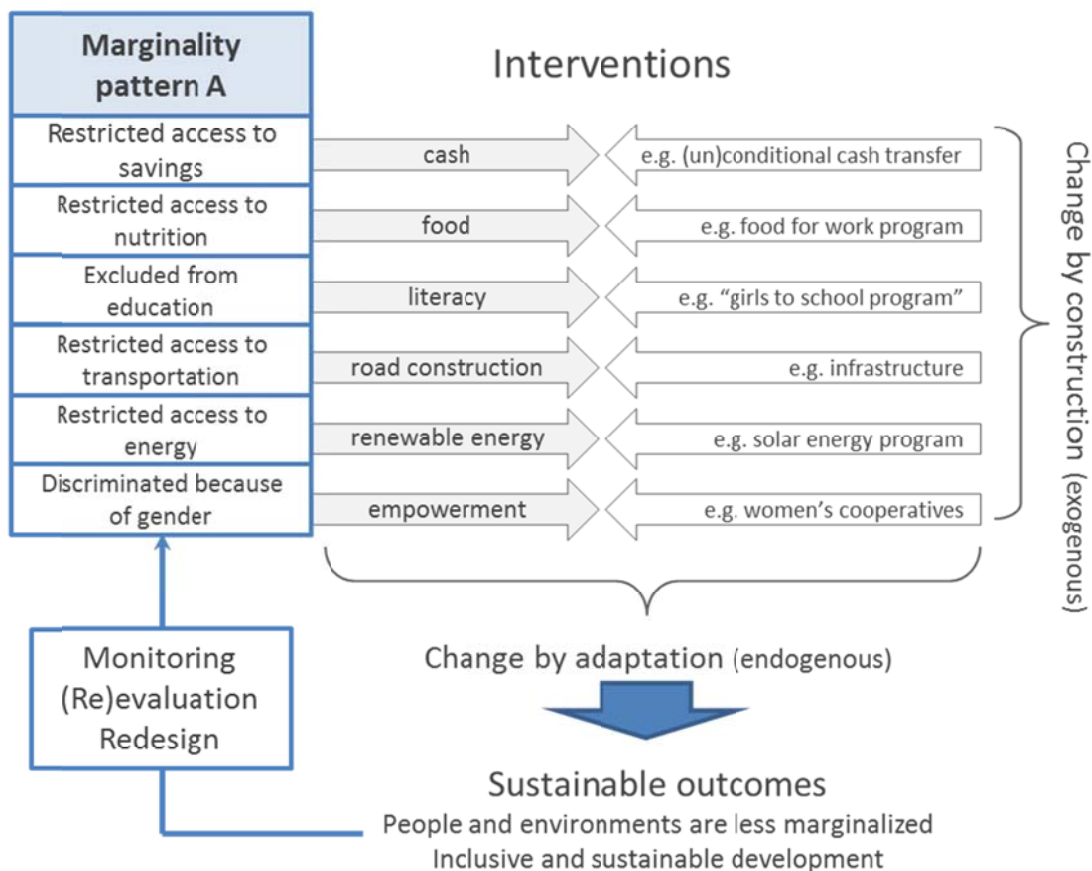 Marginality
pattern A
Interventions
Restricted access to
savings
cash
e.g. (un)conditional cash transfer
Restricted access to
nutrition
food
e.g. food for work program
Excluded from
education
literacy
e.g. “girls to school program”
Restricted access to
transportation
road construction
e.g. infrastructure
Restricted access to
energy
renewable energy
e.g. solar energy program
Discriminated because
of gender
empowerment
e.g. women’s cooperatives
Change by construction (exogenous)
Change by adaptation (endogenous)
Monitoring
(Re)evaluation
Redesign
Sustainable outcomes
People and environments are less marginalized
Inclusive and sustainable development